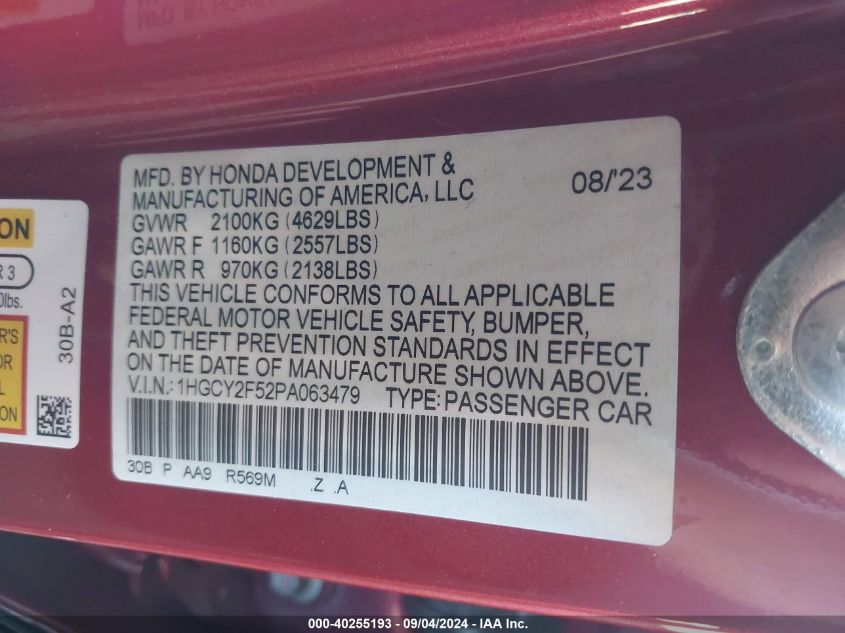 MFD. BY HONDA DEVELOPMENT &
MANUFACTURING OF AMERICA, LLC
08/'23
GVWR 2100KG (4629LBS)
GAWR F 1160KG (2557LBS)
GAWR R 970KG (2138LBS)
THIS VEHICLE CONFORMS TO ALL APPLICABLE
FEDERAL MOTOR VEHICLE SAFETY, BUMPER,
AND THEFT PREVENTION STANDARDS IN EFFECT
ON THE DATE OF MANUFACTURE SHOWN ABOVE.
V.I.N.: 1HGCY2F52PA063479 TYPE: PASSENGER CAR
30B P AA9 R569M .Z .A
30B-A2
000-40255193 - 09/04/2024 - IAA Inc.